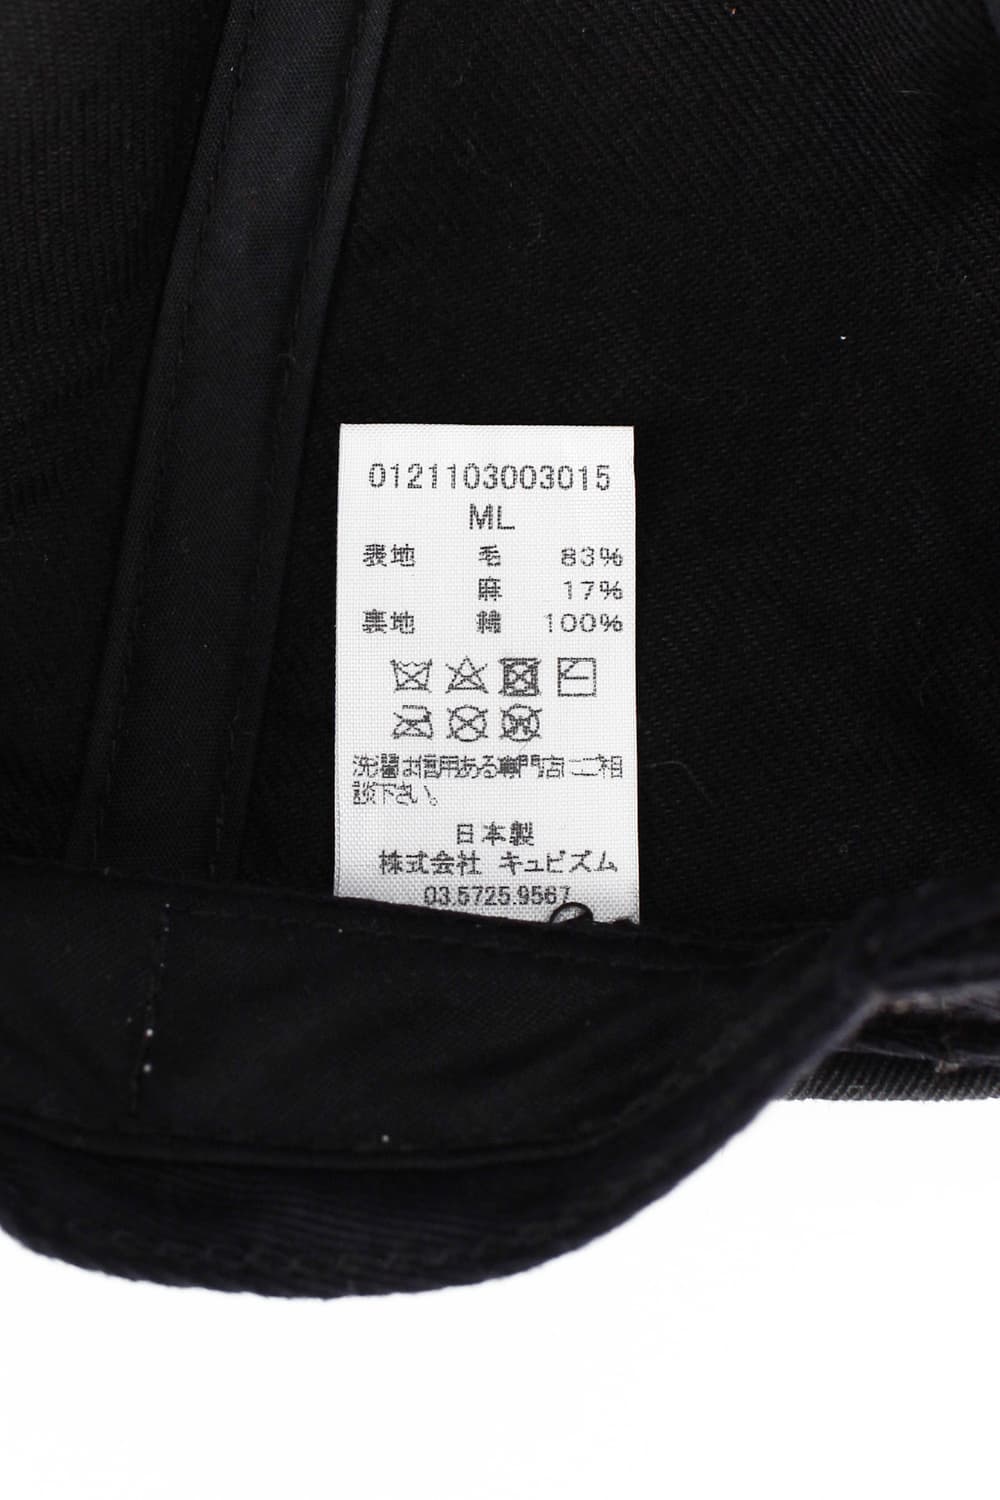 0121103003015
ML
表地 毛 83%
麻 17%
裏地 綿 100%
洗濯は信用ある専門店にご相
談下さい。
日本製
株式会社 キュビズム
03.5725.9567